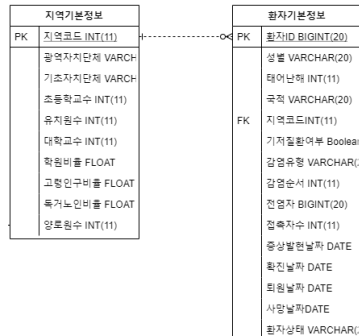 지역기본정보
PK 지역코드 INT(11)
광역자치단체 VARCH
기초자치단체 VARCH
초등학교수 INT(11)
유치원수 INT(11)
대학교수 INT(11)
학원비율 FLOAT
고령인구비율 FLOAT
독거노인비율 FLOAT
양로원수 INT(11)
환자기본정보
PK 환자ID BIGINT(20)
성별 VARCHAR(20)
태어난해 INT(11)
국적 VARCHAR(20)
FK 지역코드INT(11)
기저질환여부 Boolear
감염유형 VARCHAR(
감염순서 INT(11)
전염자 BIGINT(20)
접촉자수 INT(11)
증상발현날짜 DATE
확진날짜 DATE
퇴원날짜 DATE
사망날짜DATE
환자상태 VARCHAR(